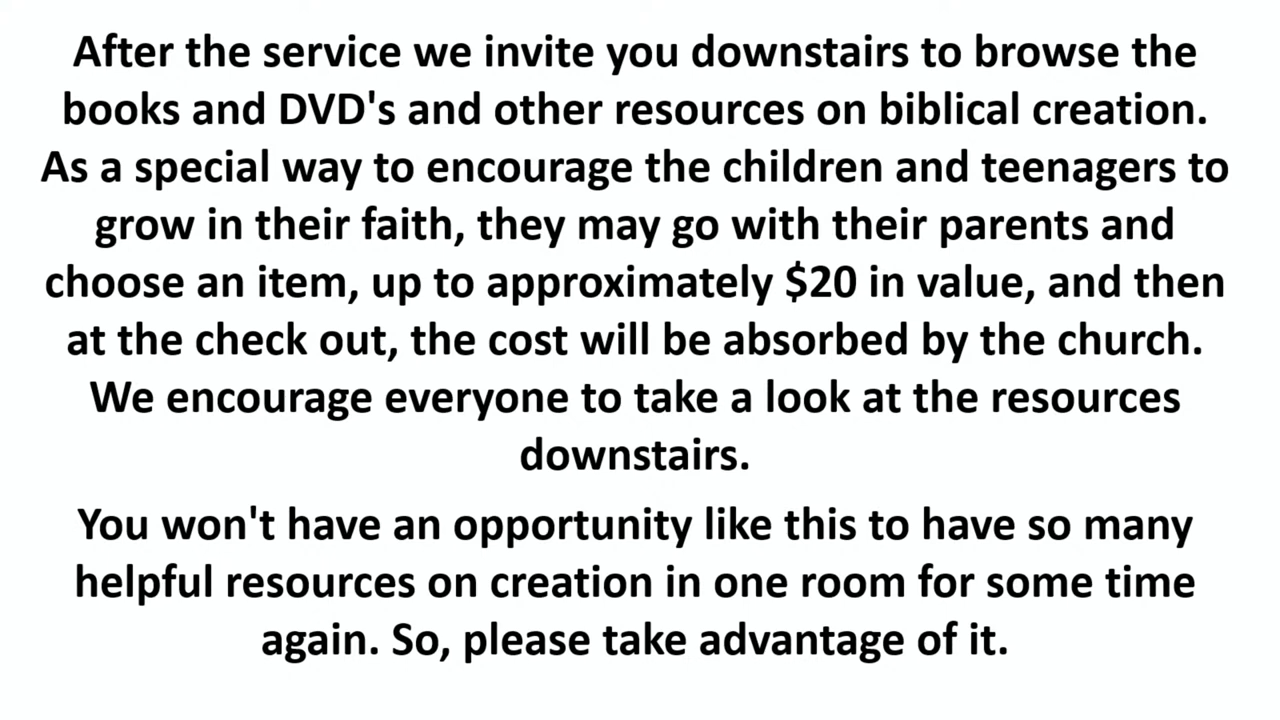 After the service we invite you downstairs to browse the
books and DVD's and other resources on biblical creation.
As a special way to encourage the children and teenagers to
grow in their faith, they may go with their parents and
choose an item, up to approximately $20 in value, and then
at the check out, the cost will be absorbed by the church.
We encourage everyone to take a look at the resources
downstairs.
You won't have an opportunity like this to have so many
helpful resources on creation in one room for some time
again. So, please take advantage of it.